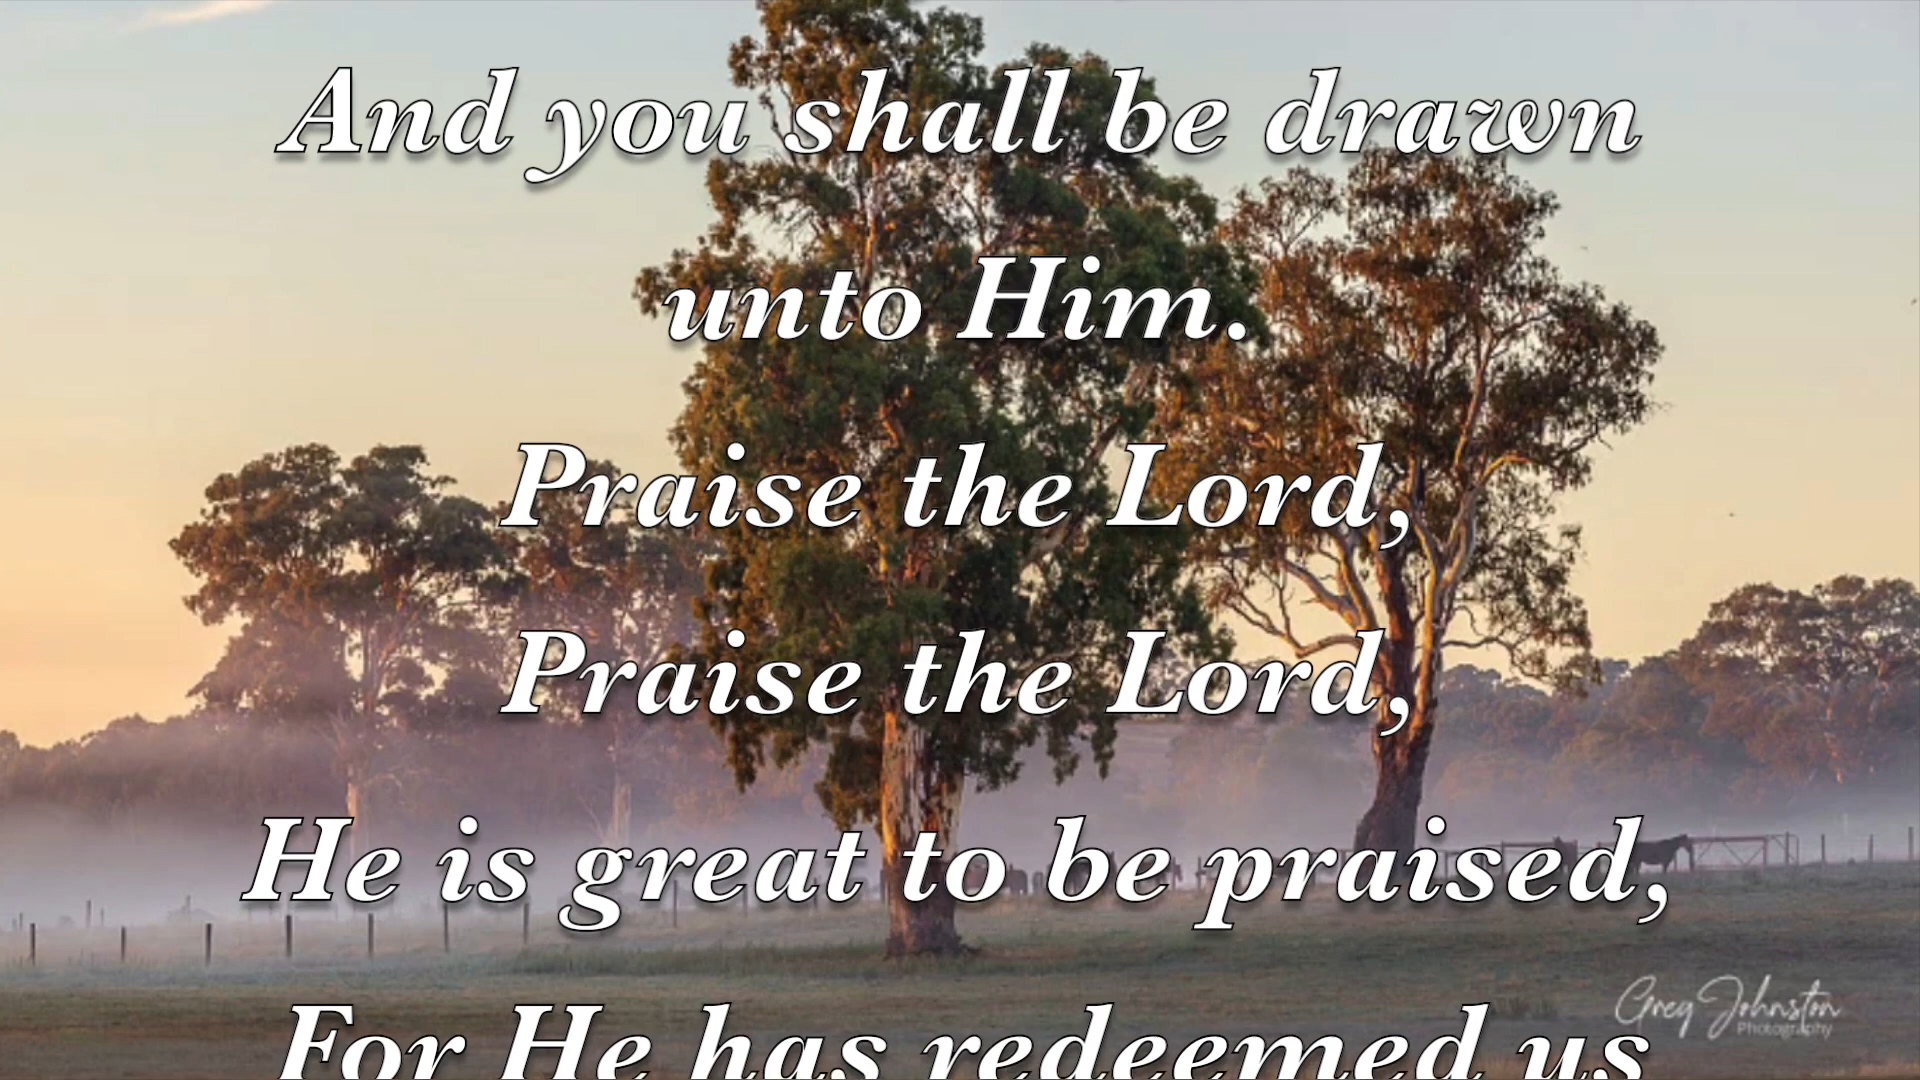 And you shall be drawn
unto Him.
Praise the Lord,
Praise the Lord,
He is great to be praised,
For He has redeemed us
Greg Johnston
Photography